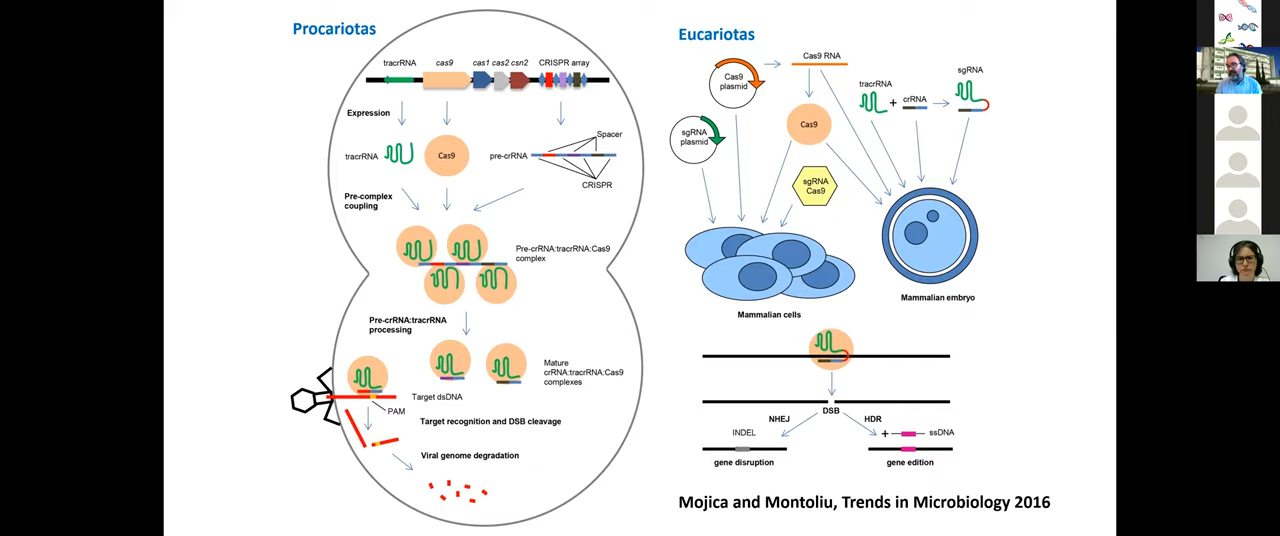 Procariotas
tracrRNA
cas9
cas1
cas2
csn2
CRISPR array
Expression
tracrRNA
Cas9
pre-crRNA
Spacer
CRISPR
Pre-complex
coupling
Pre-crRNA:tracrRNA:Cas9
complex
Pre-crRNA:tracrRNA
processing
Mature
crRNA:tracrRNA:Cas9
complexes
Target dsDNA
PAM
Target recognition and DSB cleavage
Viral genome degradation
Eucariotas
Cas9
plasmid
Cas9 RNA
sgRNA
plasmid
Cas9
sgRNA
Cas9
tracrRNA
+
crRNA
sgRNA
Mammalian cells
Mammalian embryo
DSB
NHEJ
HDR
INDEL
+
ssDNA
gene disruption
gene edition
Mojica and Montoliu, Trends in Microbiology 2016